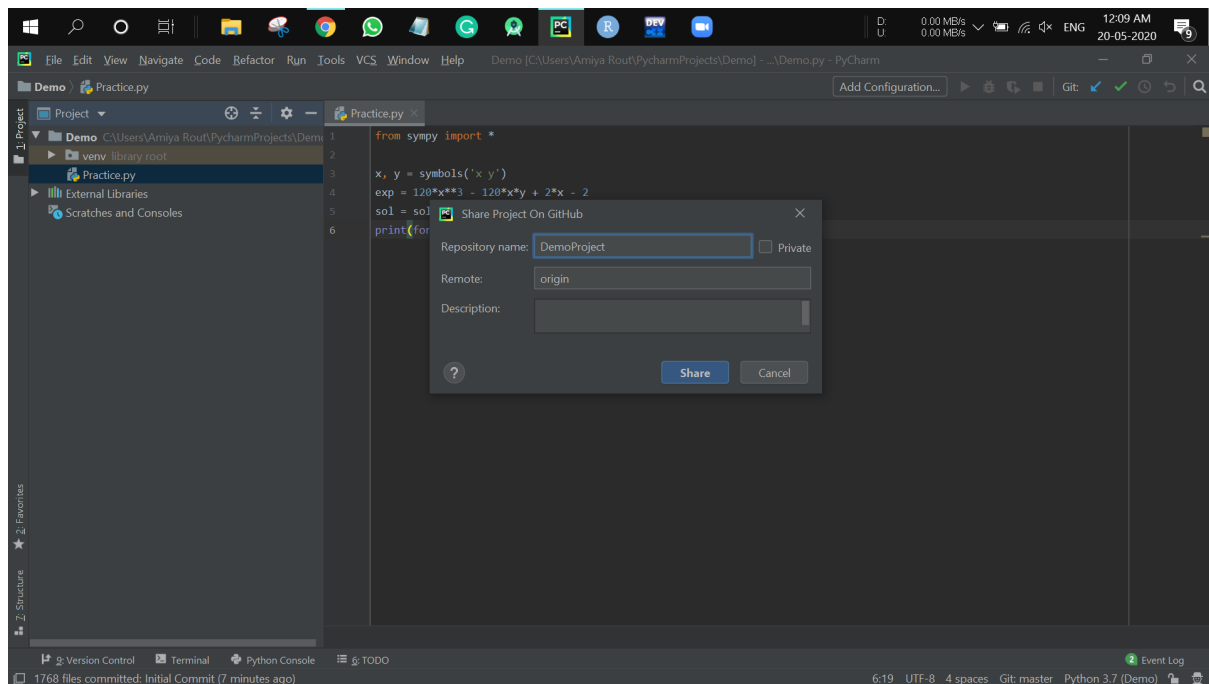 PC R DEV C++ D: 0.00 MB/s ENG 12:09 AM
U: 0.00 MB/s 20-05-2020 9
PC File Edit View Navigate Code Refactor Run Tools VCS Window Help Demo [C:\Users\Amiya Rout\PycharmProjects\Demo] - ...\Demo.py - PyCharm
Demo Practice.py Add Configuration... Git:
1: Project
Project Practice.py
Demo C:\Users\Amiya Rout\PycharmProjects\Dem
venv library root
Practice.py
External Libraries
Scratches and Consoles
1 from sympy import *
2
3 x, y = symbols('x y')
4 exp = 120*x**3 - 120*x*y + 2*x - 2
5 sol = sol
6 print(for
PC Share Project On GitHub
Repository name: DemoProject Private
Remote: origin
Description:
? Share Cancel
2: Favorites
7: Structure
9: Version Control Terminal Python Console 6: TODO 2 Event Log
1768 files committed: Initial Commit (7 minutes ago) 6:19 UTF-8 4 spaces Git: master Python 3.7 (Demo)